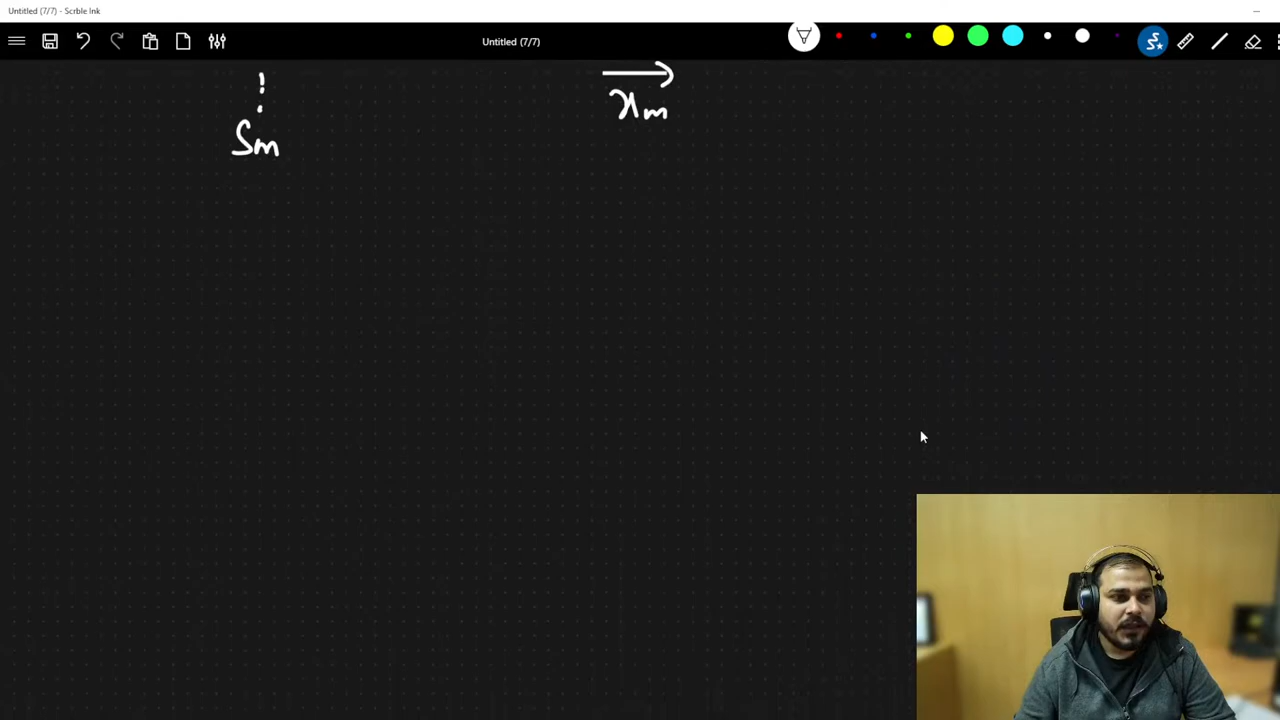 Untitled (7/7) - Scrble Ink
Untitled (7/7)
xm
Sm